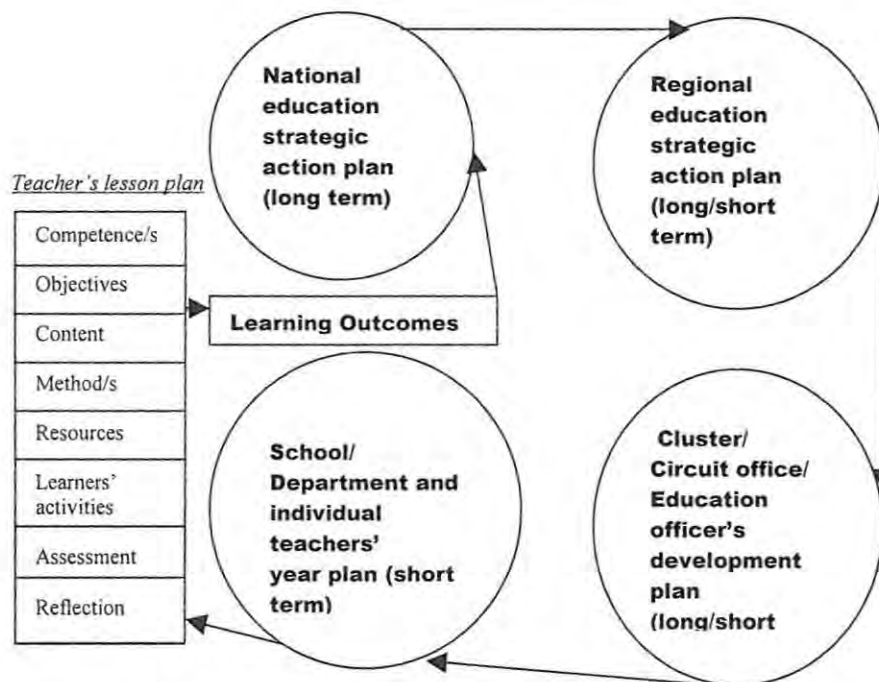 National
education
strategic
action plan
(long term)
Regional
education
strategic
action plan
(long/short
term)
Teacher's lesson plan
Competence/s
Objectives
Content
Method/s
Resources
Learners'
activities
Assessment
Reflection
Learning Outcomes
School/
Department and
individual
teachers'
year plan (short
term)
Cluster/
Circuit office/
Education
officer's
development
plan
(long/short